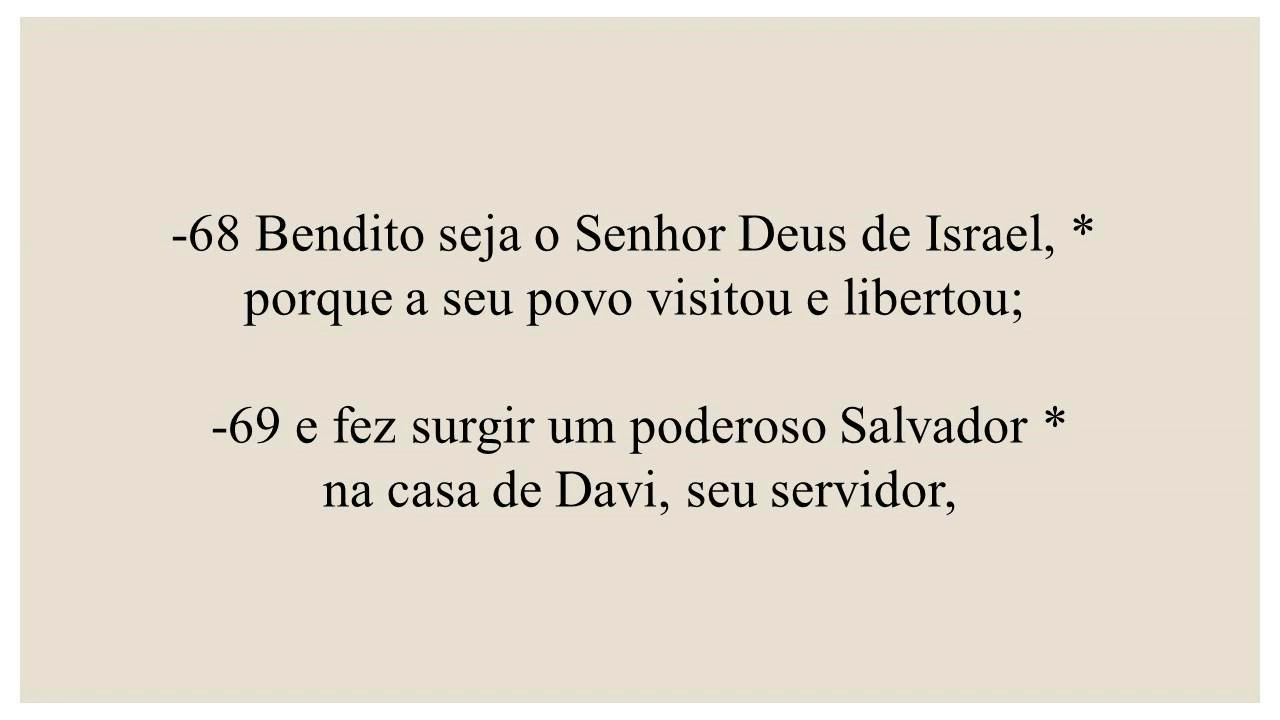 -68 Bendito seja o Senhor Deus de Israel, *
porque a seu povo visitou e libertou;
-69 e fez surgir um poderoso Salvador *
na casa de Davi, seu servidor,